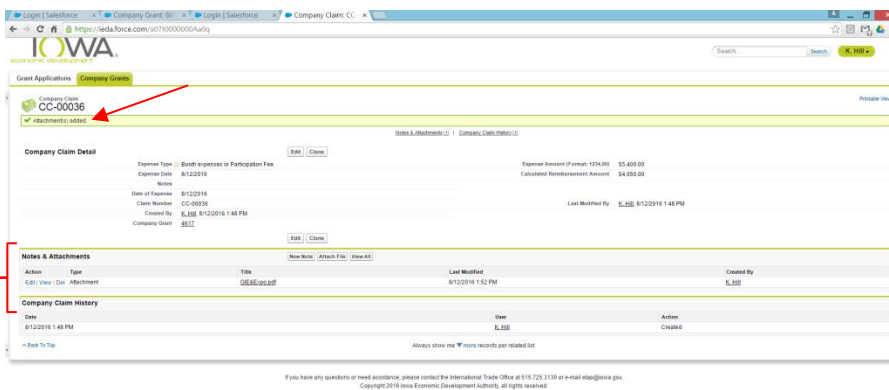 Login | Salesforce
Company Grant: 86
Login | Salesforce
Company Claim: CC-
https://ieda.force.com/a07t0000000Aa0q
IOWA
economic development
Search...
Search
K. Hill
Grant Applications
Company Grants
Company Claim
CC-00036
Printable View
Attachment(s) added.
Notes & Attachments [1] | Company Claim History [1]
Company Claim Detail
Edit Clone
Expense Type Booth expenses or Participation Fee
Expense Amount (Format: 1234.00) $5,400.00
Expense Date 8/12/2016
Calculated Reimbursement Amount $4,050.00
Notes
Date of Expense 8/12/2016
Claim Number CC-00036
Last Modified By K. Hill, 8/12/2016 1:48 PM
Created By K. Hill, 8/12/2016 1:48 PM
Company Grant 4617
Edit Clone
Notes & Attachments
New Note Attach File View All
Action Type Title Last Modified Created By
Edit | View | Del Attachment GIE&Expo.pdf 8/12/2016 1:52 PM K. Hill
Company Claim History
Date User Action
8/12/2016 1:48 PM K. Hill Created
Back To Top
Always show me more records per related list
If you have any questions or need assistance, please contact the International Trade Office at 515.725.3139 or e-mail etap@iowa.gov.
Copyright 2016 Iowa Economic Development Authority, all rights reserved.